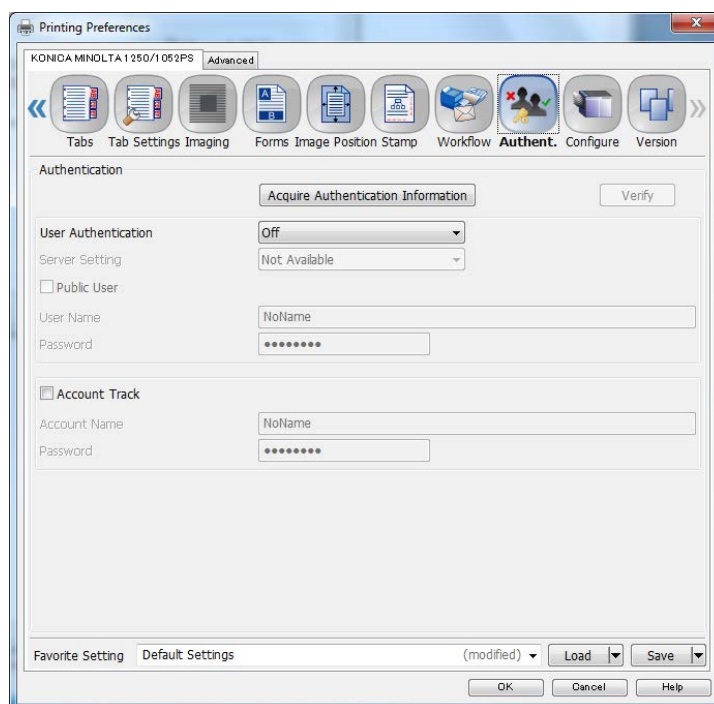 Printing Preferences
KONICA MINOLTA 1250/1052PS Advanced
A
B
Tabs Tab Settings Imaging Forms Image Position Stamp Workflow Authent. Configure Version
Authentication
Acquire Authentication Information Verify
User Authentication Off
Server Setting Not Available
Public User
User Name NoName
Password ●●●●●●●●
Account Track
Account Name NoName
Password ●●●●●●●●
Favorite Setting Default Settings (modified) Load Save
OK Cancel Help